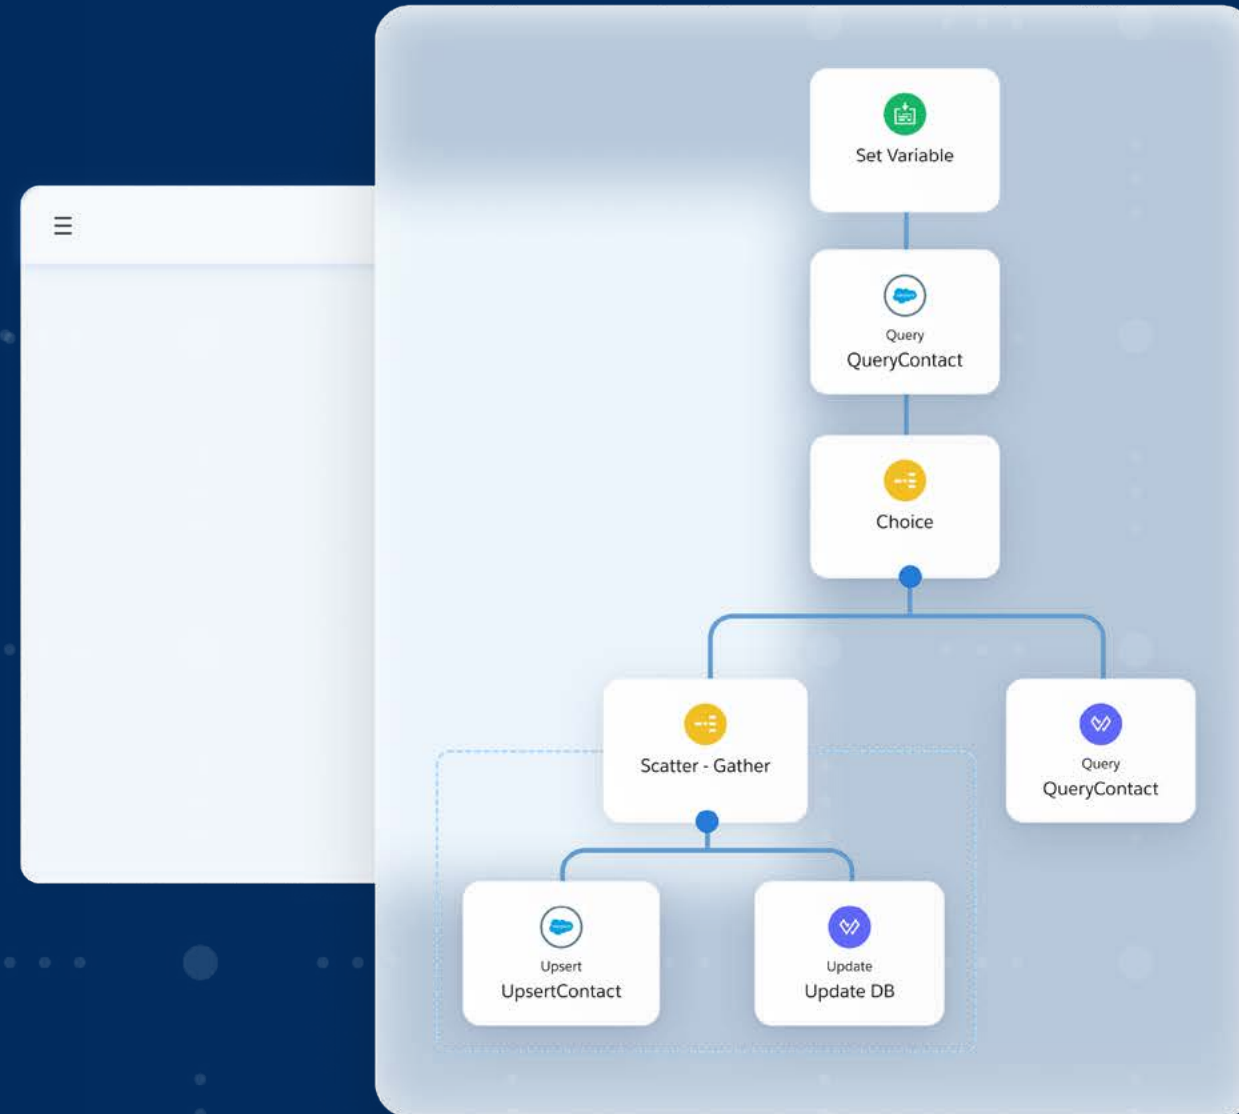 Set Variable
Query
QueryContact
Choice
Scatter - Gather
Query
QueryContact
Upsert
UpsertContact
Update
Update DB